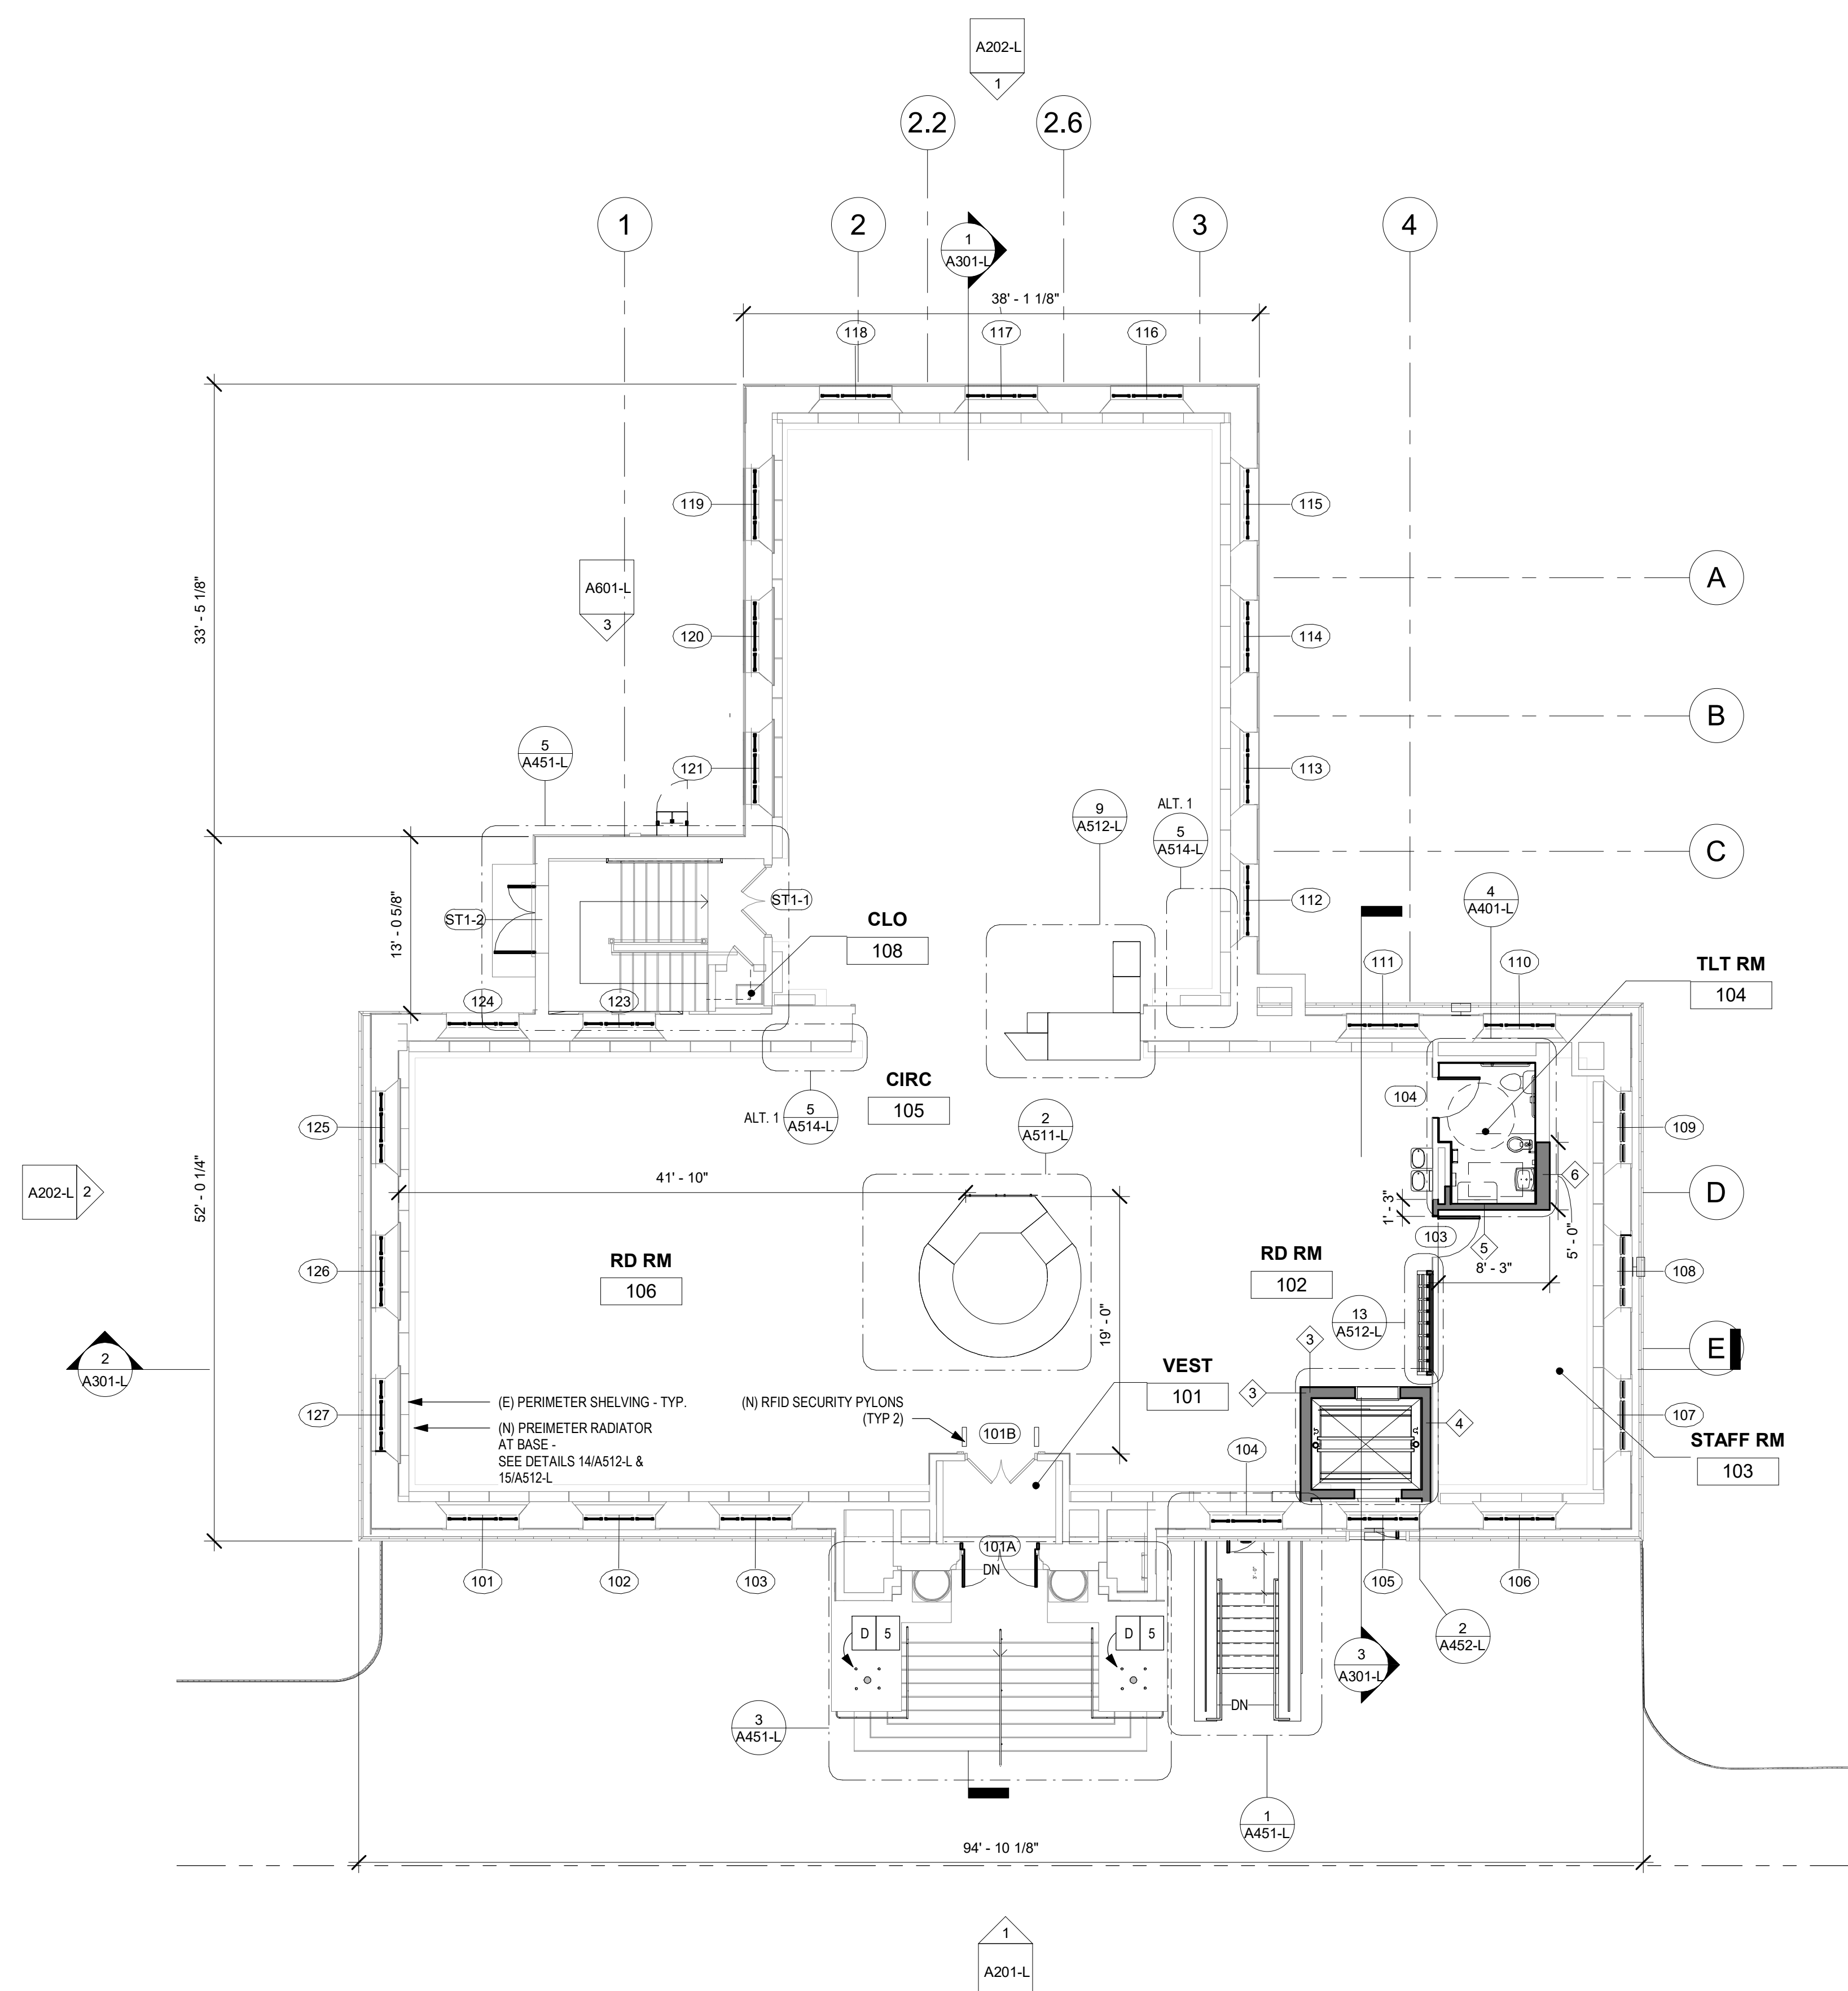 A202-L
1
2.2
2.6
1
2
3
4
1
A301-L
38' - 1 1/8"
118
117
116
119
115
33' - 5 1/8"
A601-L
3
A
120
114
B
5
A451-L
121
113
9
A512-L
ALT. 1
5
A514-L
C
13' - 0 5/8"
ST1-2
ST1-1
CLO
108
112
4
A401-L
124
123
111
110
TLT RM
104
CIRC
105
104
125
ALT. 1
5
A514-L
2
A511-L
109
A202-L
2
52' - 0 1/4"
41' - 10"
6
D
1' - 3"
103
5
5' - 0"
8' - 3"
126
RD RM
106
RD RM
102
108
19' - 0"
13
A512-L
3
E
2
A301-L
VEST
101
3
4
127
(E) PERIMETER SHELVING - TYP.
(N) PREIMETER RADIATOR
AT BASE -
SEE DETAILS 14/A512-L &
15/A512-L
(N) RFID SECURITY PYLONS
(TYP 2)
101B
104
107
STAFF RM
103
101A
DN
101
102
103
105
106
D
5
D
5
2
A452-L
3
A301-L
DN
3
A451-L
1
A451-L
94' - 10 1/8"
1
A201-L